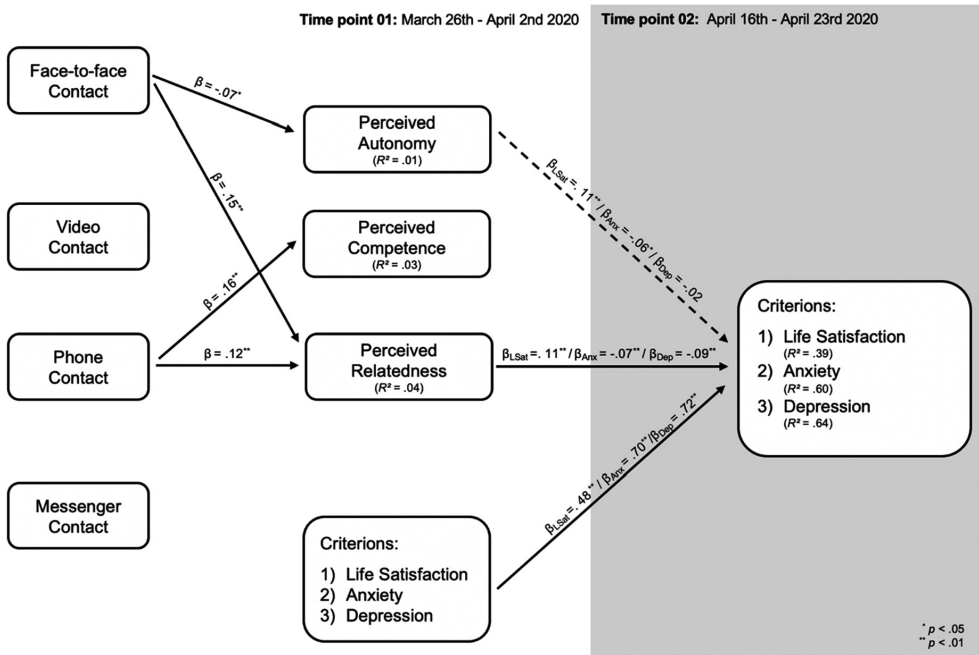 Time point 01: March 26th - April 2nd 2020
Time point 02: April 16th - April 23rd 2020
Face-to-face
Contact
β = -.07*
Perceived
Autonomy
(R² = .01)
β = .15**
βLSat =. 11** / βAnx = -.06* / βDep = -.02
Video
Contact
Perceived
Competence
(R² = .03)
β = .16**
Phone
Contact
β = .12**
Perceived
Relatedness
(R² = .04)
βLSat =. 11** / βAnx = -.07** / βDep = -.09**
Criterions:
1) Life Satisfaction
(R² = .39)
2) Anxiety
(R² = .60)
3) Depression
(R² = .64)
βLSat =. 48** / βAnx = .70** /βDep = .72**
Messenger
Contact
Criterions:
1) Life Satisfaction
2) Anxiety
3) Depression
* p < .05
** p < .01